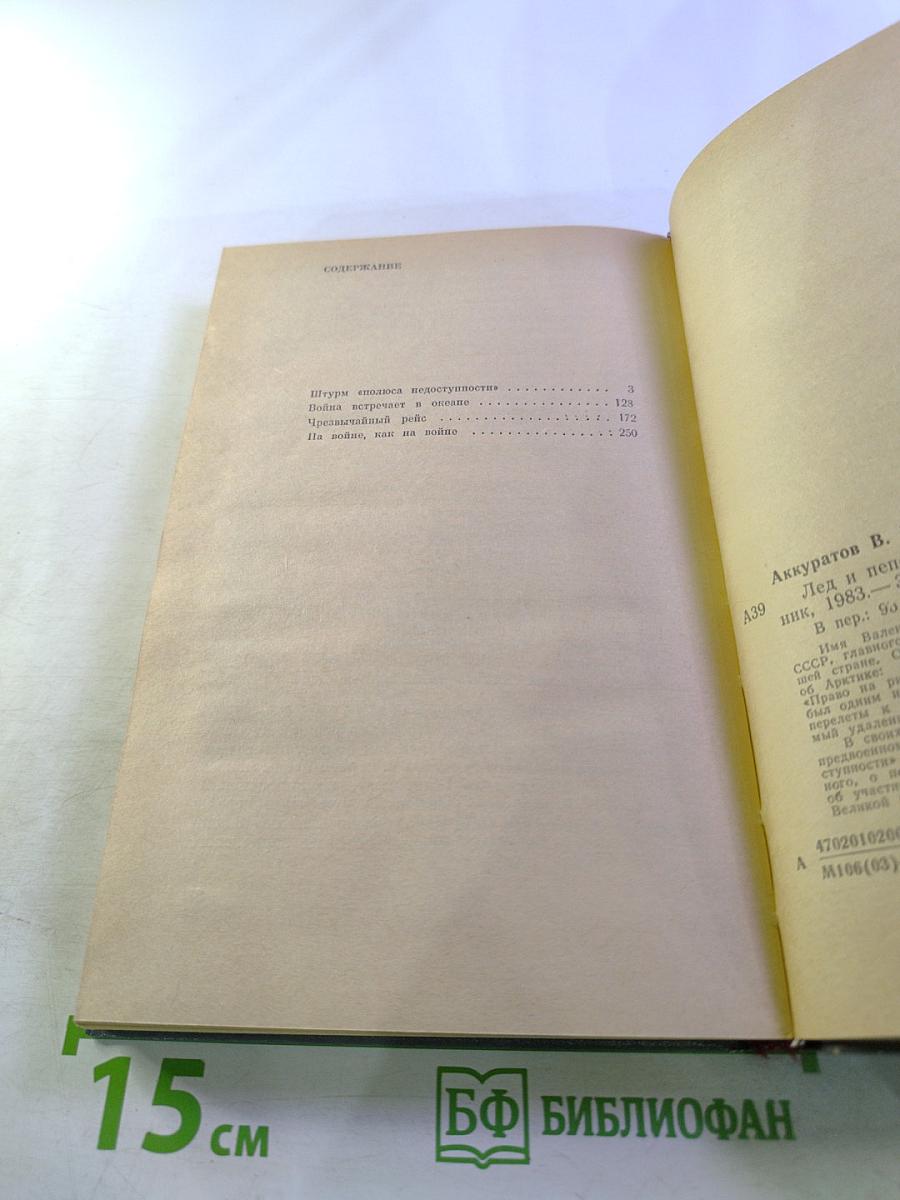 СОДЕРЖАНИЕ
Штурм «полюса недоступности» . . . . . . . . . . . . 3
Война встречает в океане . . . . . . . . . . . . . . . 128
Чрезвычайный рейс . . . . . . . . . . . . . . . . . . . 172
На войне, как на войне . . . . . . . . . . . . . . . . 250
Аккуратов В.
Лед и
А39 ник, 1983.—
В пер.:
Имя
СССР, главного
шей стране.
об Арктике:
«Право на
был одним
перелеты к
мый
В своих
ступности»
ного, о
об
Великой
А
М106(03)
15 см
БФ БИБЛИОФАН